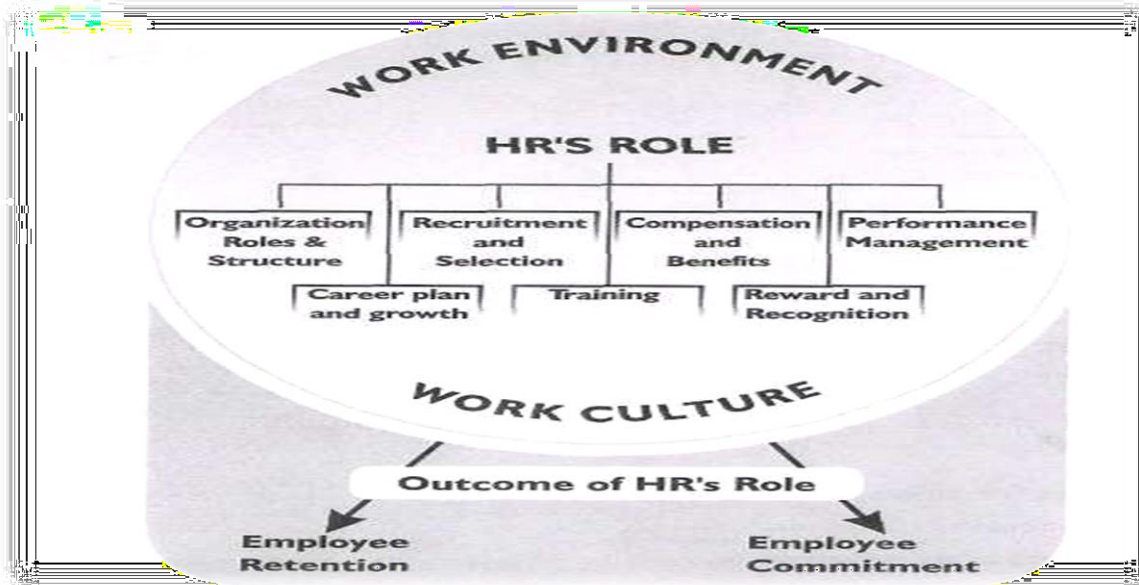 WORK ENVIRONMENT
HR'S ROLE
Organization
Roles &
Structure
Recruitment
and
Selection
Compensation
and
Benefits
Performance
Management
Career plan
and growth
Training
Reward and
Recognition
WORK CULTURE
Outcome of HR's Role
Employee
Retention
Employee
Commitment